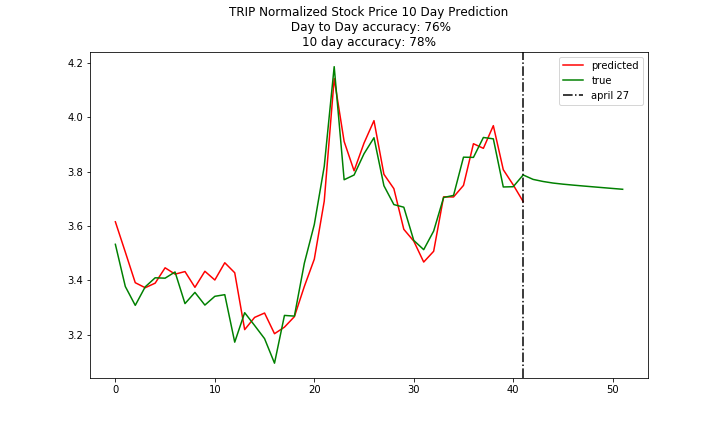 TRIP Normalized Stock Price 10 Day Prediction
Day to Day accuracy: 76%
10 day accuracy: 78%
predicted
true
april 27
4.2
4.0
3.8
3.6
3.4
3.2
0 10 20 30 40 50